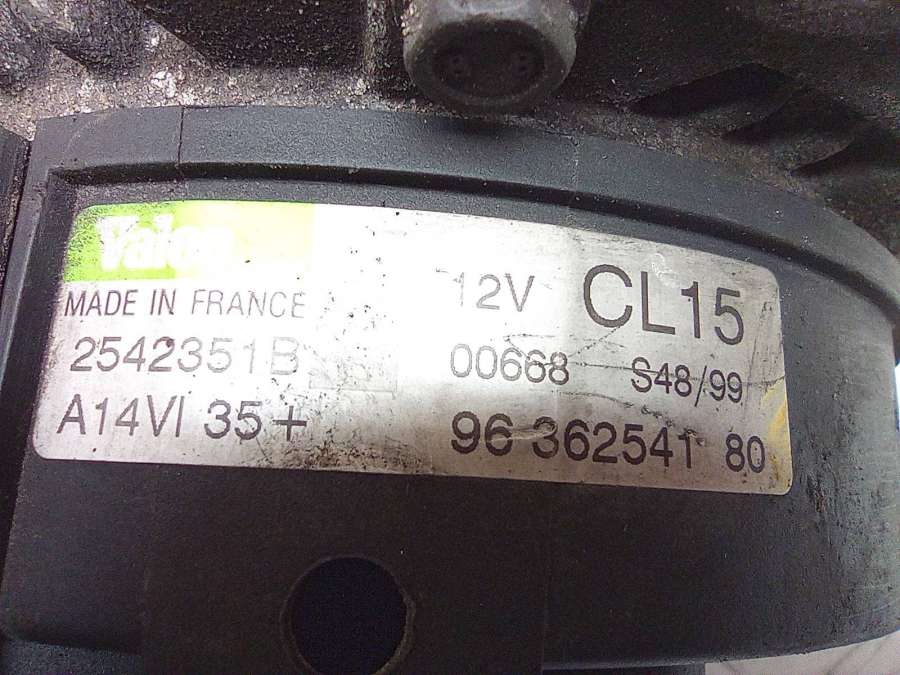 Valeo
MADE IN FRANCE
12V CL15
2542351B 00668 S48/99
A14VI 35+ 96 362541 80